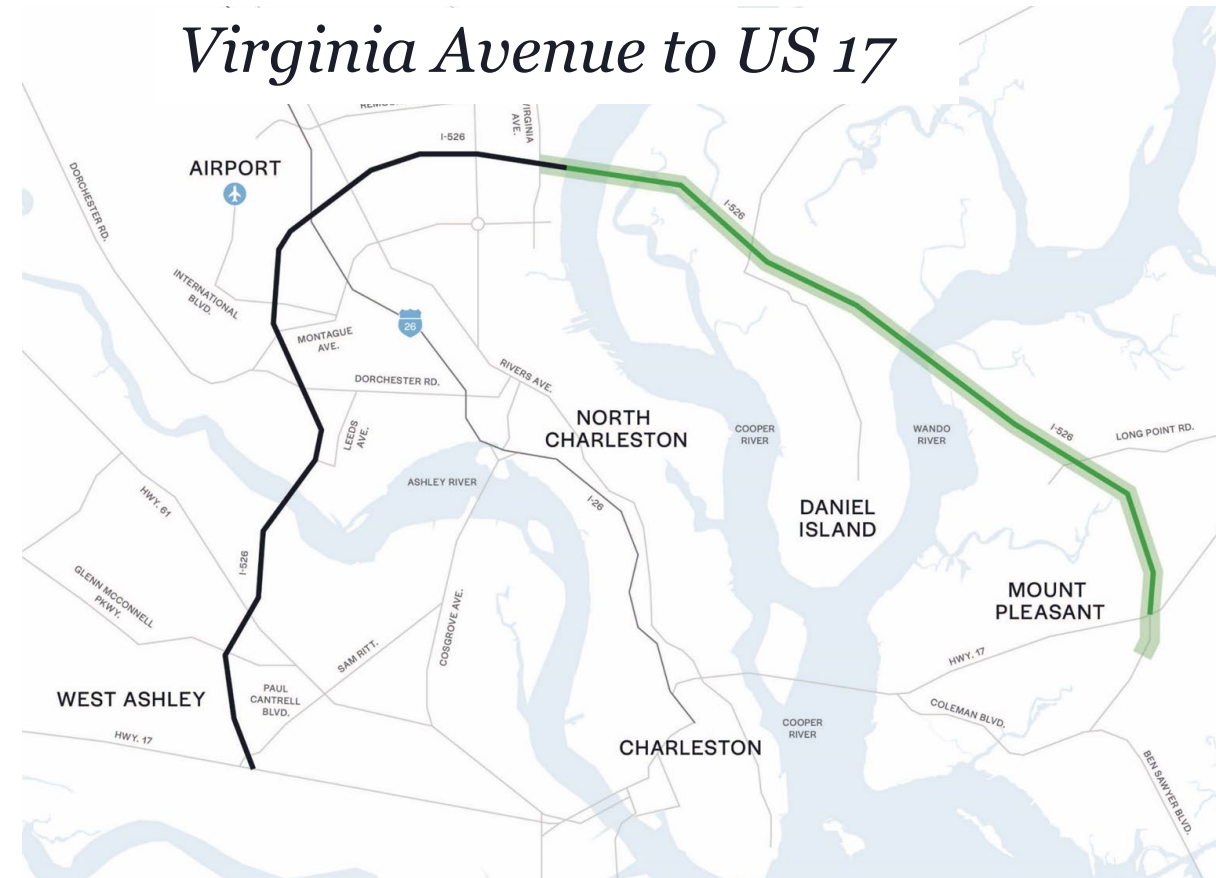 Virginia Avenue to US 17
VIRGINIA
AVE.
I-526
AIRPORT
DORCHESTER RD.
I-526
INTERNATIONAL
BLVD.
26
MONTAGUE
AVE.
DORCHESTER RD.
RIVERS AVE.
LEEDS
AVE.
NORTH
CHARLESTON
COOPER
RIVER
WANDO
RIVER
I-526
LONG POINT RD.
ASHLEY RIVER
HWY. 61
I-26
DANIEL
ISLAND
I-526
GLENN MCCONNELL
PKWY.
COSGROVE AVE.
MOUNT
PLEASANT
SAM RITT.
HWY. 17
WEST ASHLEY
PAUL
CANTRELL
BLVD.
COLEMAN BLVD.
COOPER
RIVER
HWY. 17
CHARLESTON
BEN SAWYER BLVD.